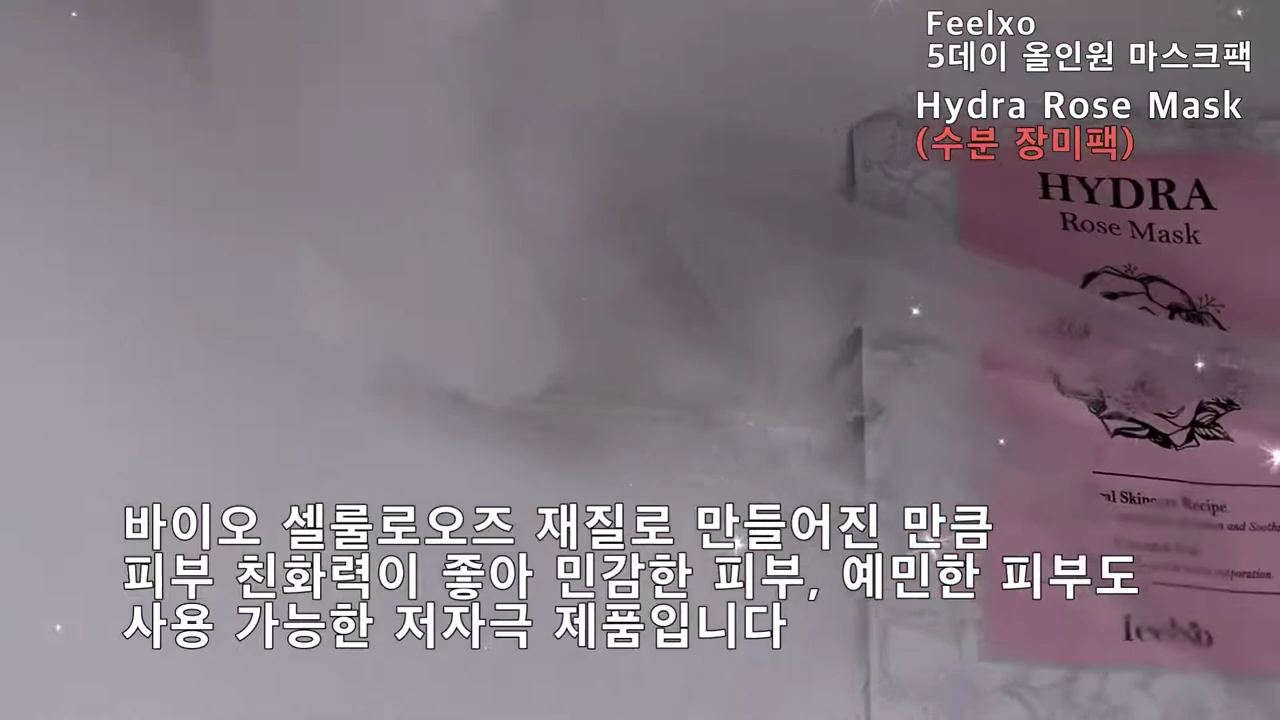 Feelxo
5데이 올인원 마스크팩
Hydra Rose Mask
(수분 장미팩)
HYDRA
Rose Mask
Recipe
and
feelxo
바이오 셀룰로오즈 재질로 만들어진 만큼
피부 친화력이 좋아 민감한 피부, 예민한 피부도
사용 가능한 저자극 제품입니다